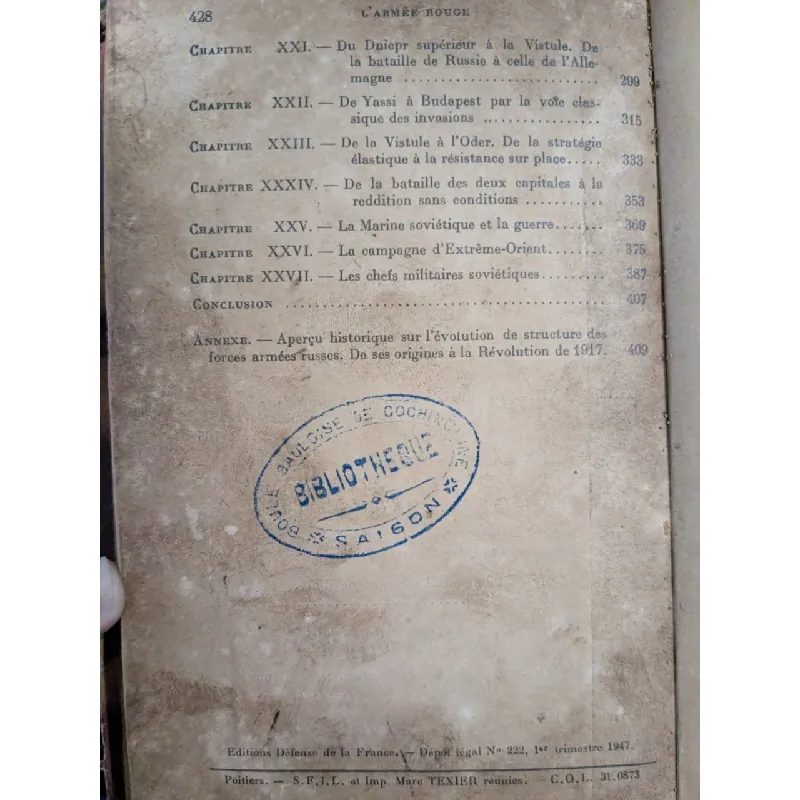 428
L'ARMÉE ROUGE
CHAPITRE XXI. — Du Dniepr supérieur à la Vistule. De
la bataille de Russie à celle de l'Alle-
magne ........................ 299
CHAPITRE XXII. — De Yassi à Budapest par la voie clas-
sique des invasions .................. 315
CHAPITRE XXIII. — De la Vistule à l'Oder. De la stratégie
élastique à la résistance sur place..... 333
CHAPITRE XXXIV. — De la bataille des deux capitales à la
reddition sans conditions ........... 353
CHAPITRE XXV. — La Marine soviétique et la guerre....... 369
CHAPITRE XXVI. — La campagne d'Extrême-Orient........ 375
CHAPITRE XXVII. — Les chefs militaires soviétiques......... 387
CONCLUSION .............................................. 407
ANNEXE. — Aperçu historique sur l'évolution de structure des
forces armées russes. De ses origines à la Révolution de 1917. 409
BOULE GAULOISE DE COCHINCHINE
BIBLIOTHEQUE
SAIGON
Editions Défense de la France. — Dépôt légal N° 222, 1er trimestre 1947.
Poitiers. — S.F.I.L. et Imp. Marc TEXIER réunies. — C.O.L. 31.0873